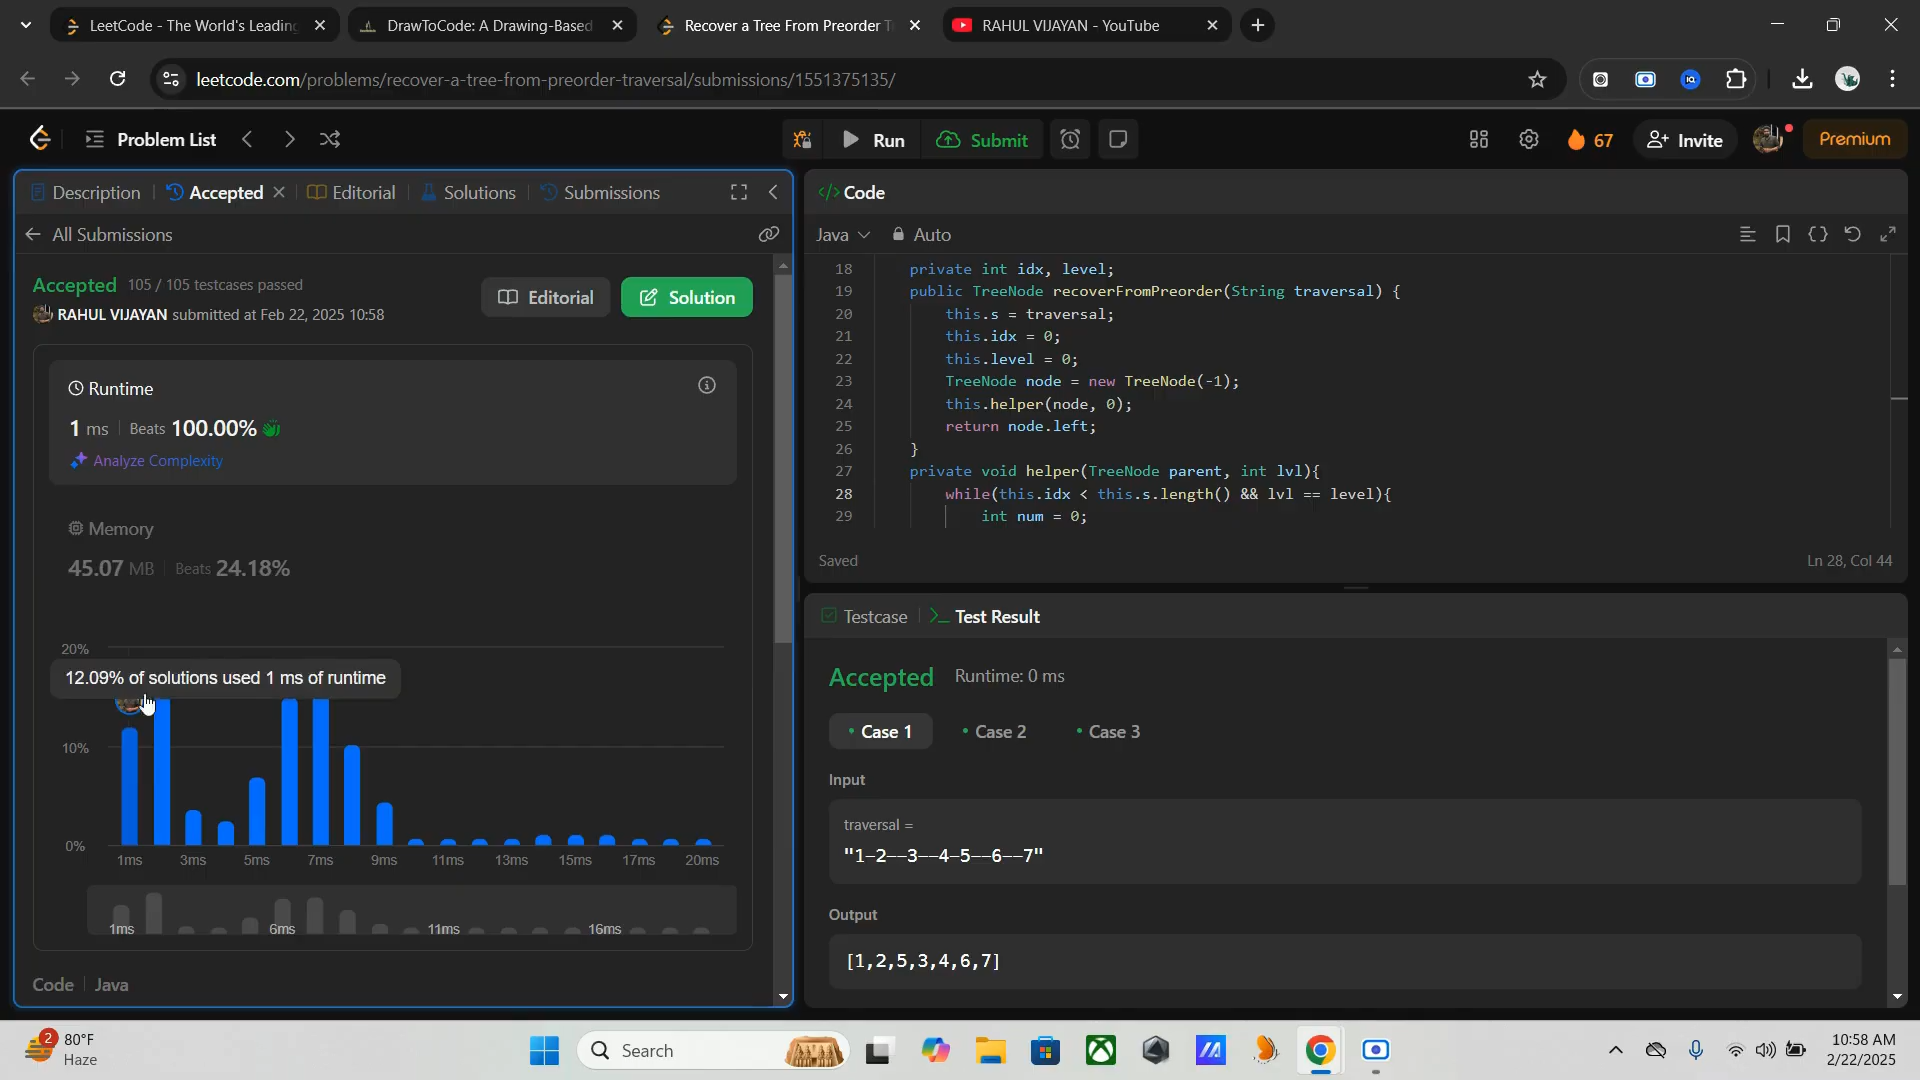 LeetCode - The World's Leading
DrawToCode: A Drawing-Based
Recover a Tree From Preorder T
RAHUL VIJAYAN - YouTube
leetcode.com/problems/recover-a-tree-from-preorder-traversal/submissions/1551375135/
Problem List
Run
Submit
67
Invite
Premium
Description
Accepted
Editorial
Solutions
Submissions
All Submissions
Accepted 105 / 105 testcases passed
RAHUL VIJAYAN submitted at Feb 22, 2025 10:58
Editorial
Solution
Runtime
1 ms | Beats 100.00%
Analyze Complexity
Memory
45.07 MB | Beats 24.18%
20%
12.09% of solutions used 1 ms of runtime
10%
0%
1ms 3ms 5ms 7ms 9ms 11ms 13ms 15ms 17ms 20ms
1ms 6ms 11ms 16ms
Code | Java
</> Code
Java Auto
18 private int idx, level;
19 public TreeNode recoverFromPreorder(String traversal) {
20 this.s = traversal;
21 this.idx = 0;
22 this.level = 0;
23 TreeNode node = new TreeNode(-1);
24 this.helper(node, 0);
25 return node.left;
26 }
27 private void helper(TreeNode parent, int lvl){
28 while(this.idx < this.s.length() && lvl == level){
29 int num = 0;
Saved
Ln 28, Col 44
Testcase
Test Result
Accepted Runtime: 0 ms
Case 1
Case 2
Case 3
Input
traversal =
"1-2--3--4-5--6--7"
Output
[1,2,5,3,4,6,7]
2
80°F
Haze
Search
10:58 AM
2/22/2025